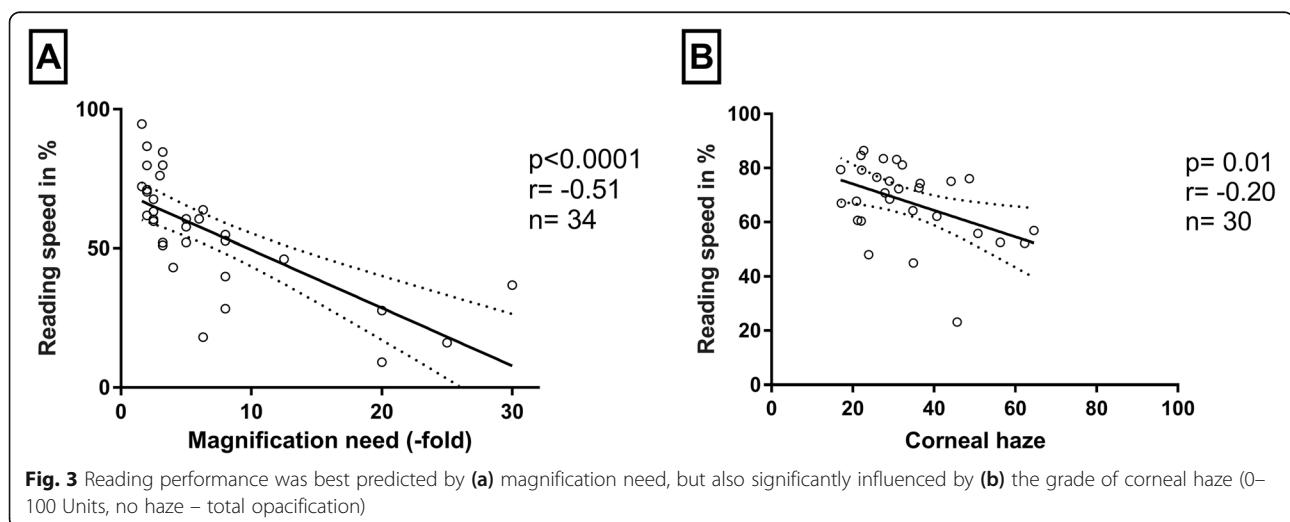 A
100
50
0
0 10 20 30
Reading speed in %
Magnification need (-fold)
p<0.0001
r= -0.51
n= 34
B
100
80
60
40
20
0
0 20 40 60 80 100
Reading speed in %
Corneal haze
p= 0.01
r= -0.20
n= 30
Fig. 3 Reading performance was best predicted by (a) magnification need, but also significantly influenced by (b) the grade of corneal haze (0–
100 Units, no haze – total opacification)